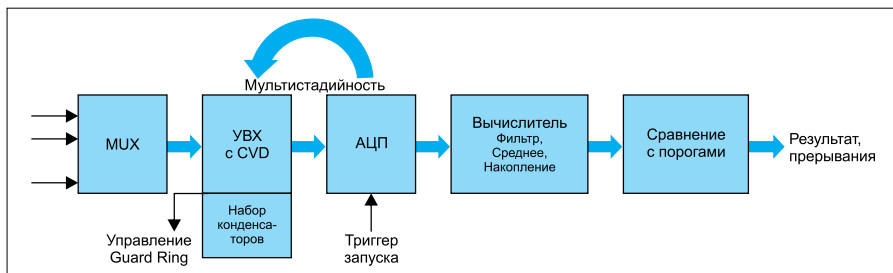 Мультистадийность
MUX
УВХ
с CVD
АЦП
Вычислитель
Фильтр,
Среднее,
Накопление
Сравнение
с порогами
Результат,
прерывания
Набор
конденса-
торов
Управление
Guard Ring
Триггер
запуска